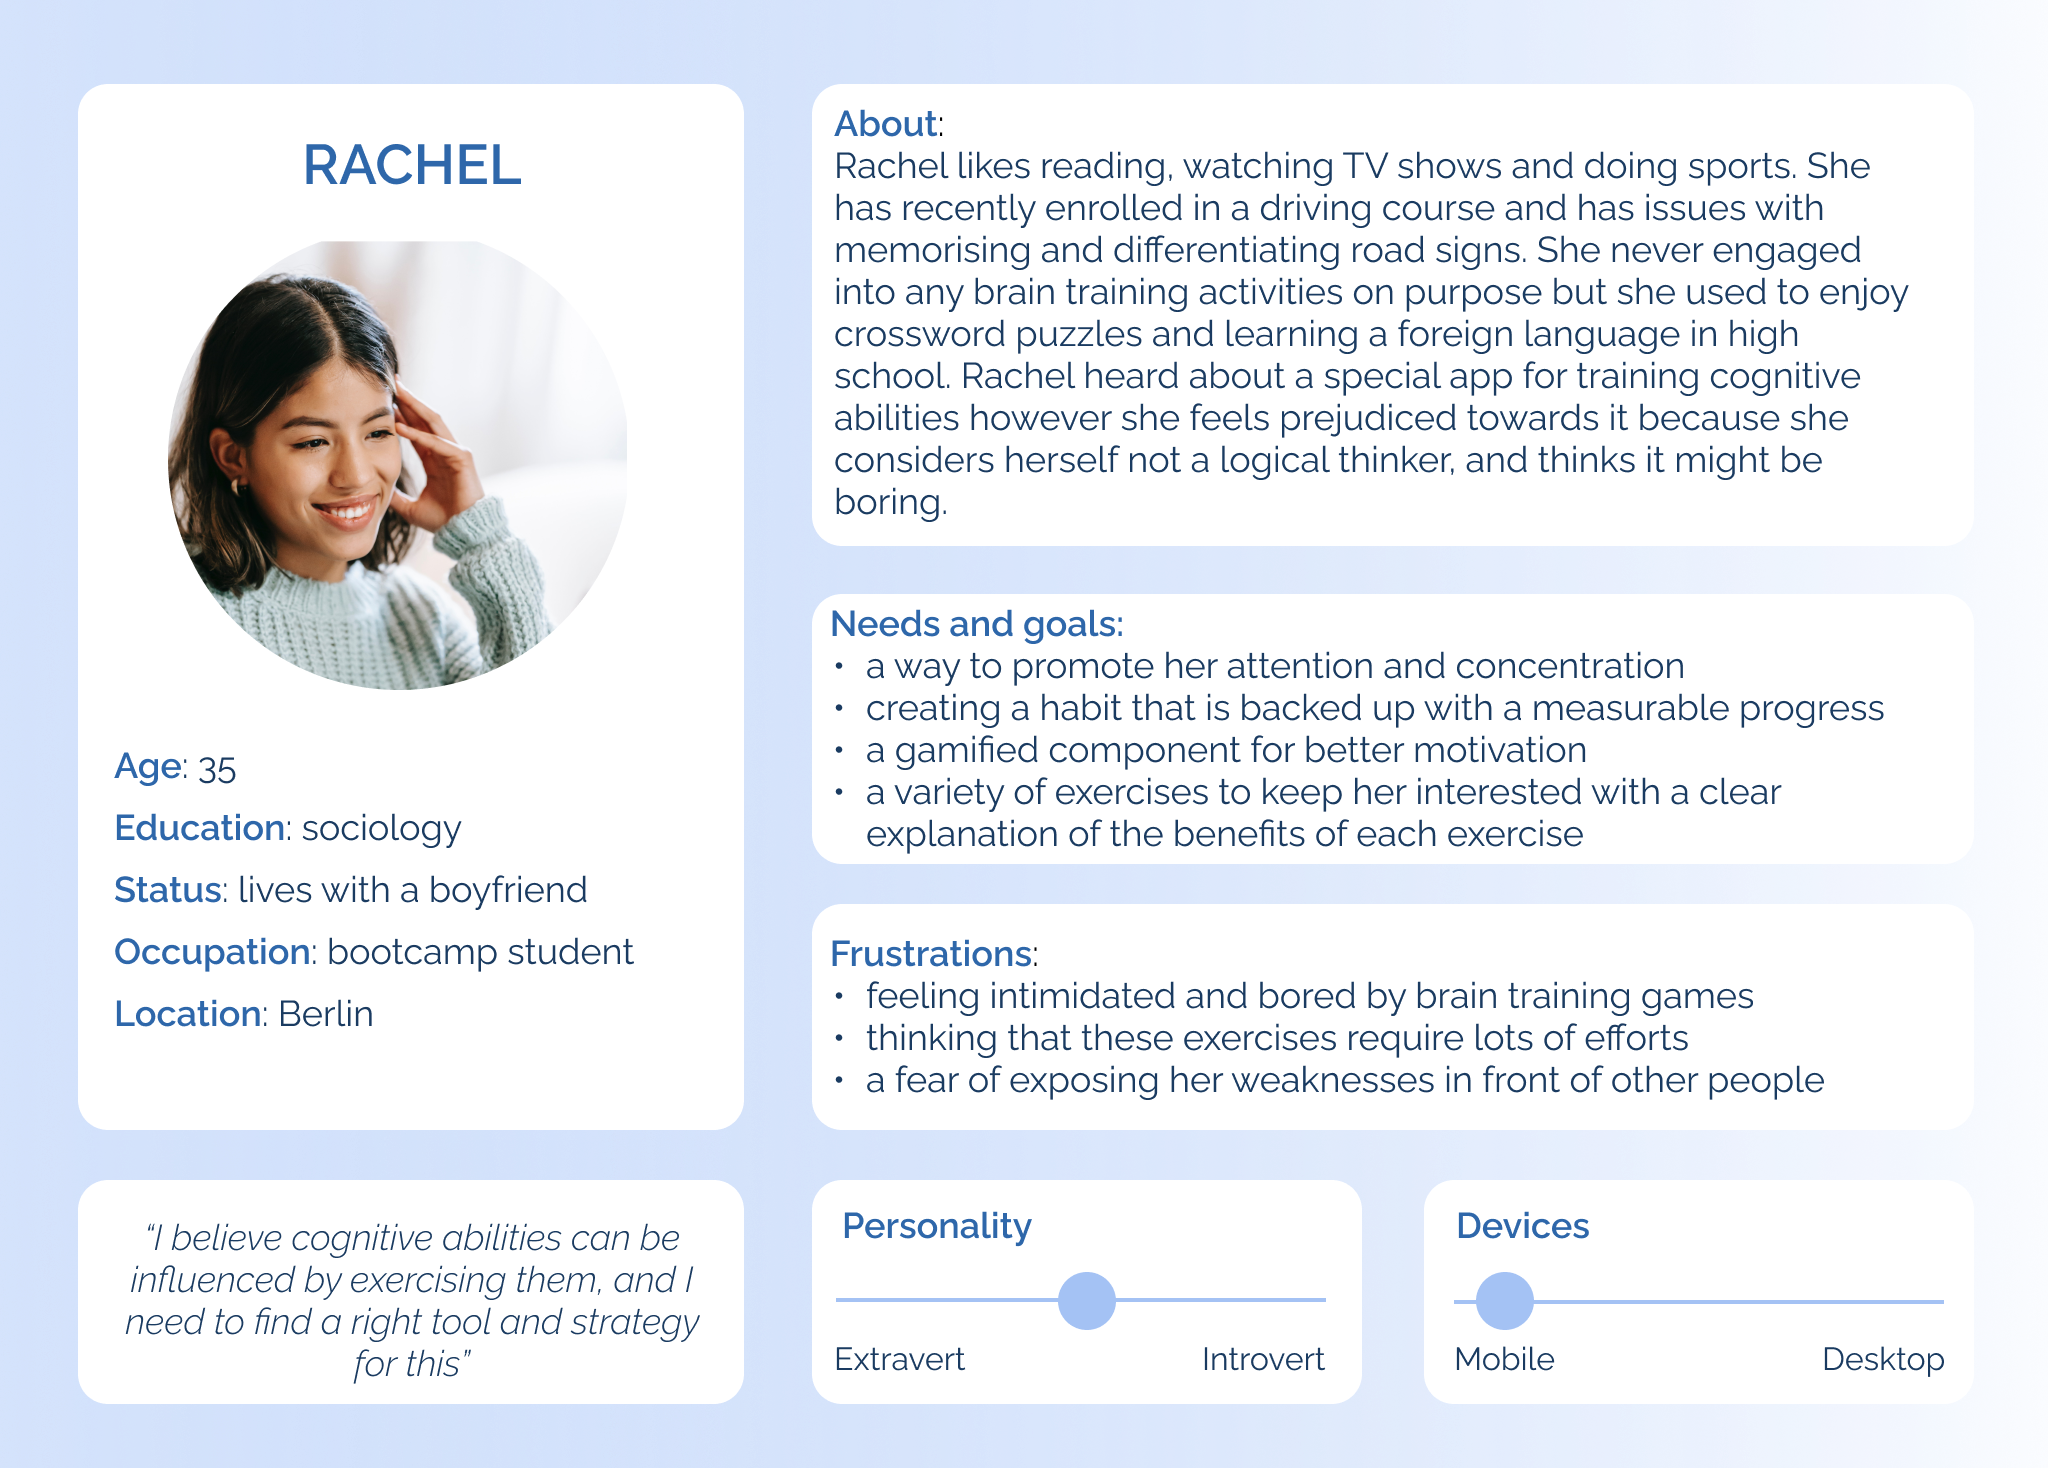 RACHEL
Age: 35
Education: sociology
Status: lives with a boyfriend
Occupation: bootcamp student
Location: Berlin
“I believe cognitive abilities can be
influenced by exercising them, and I
need to find a right tool and strategy
for this”
About:
Rachel likes reading, watching TV shows and doing sports. She
has recently enrolled in a driving course and has issues with
memorising and differentiating road signs. She never engaged
into any brain training activities on purpose but she used to enjoy
crossword puzzles and learning a foreign language in high
school. Rachel heard about a special app for training cognitive
abilities however she feels prejudiced towards it because she
considers herself not a logical thinker, and thinks it might be
boring.
Needs and goals:
• a way to promote her attention and concentration
• creating a habit that is backed up with a measurable progress
• a gamified component for better motivation
• a variety of exercises to keep her interested with a clear
explanation of the benefits of each exercise
Frustrations:
• feeling intimidated and bored by brain training games
• thinking that these exercises require lots of efforts
• a fear of exposing her weaknesses in front of other people
Personality
Extravert Introvert
Devices
Mobile Desktop